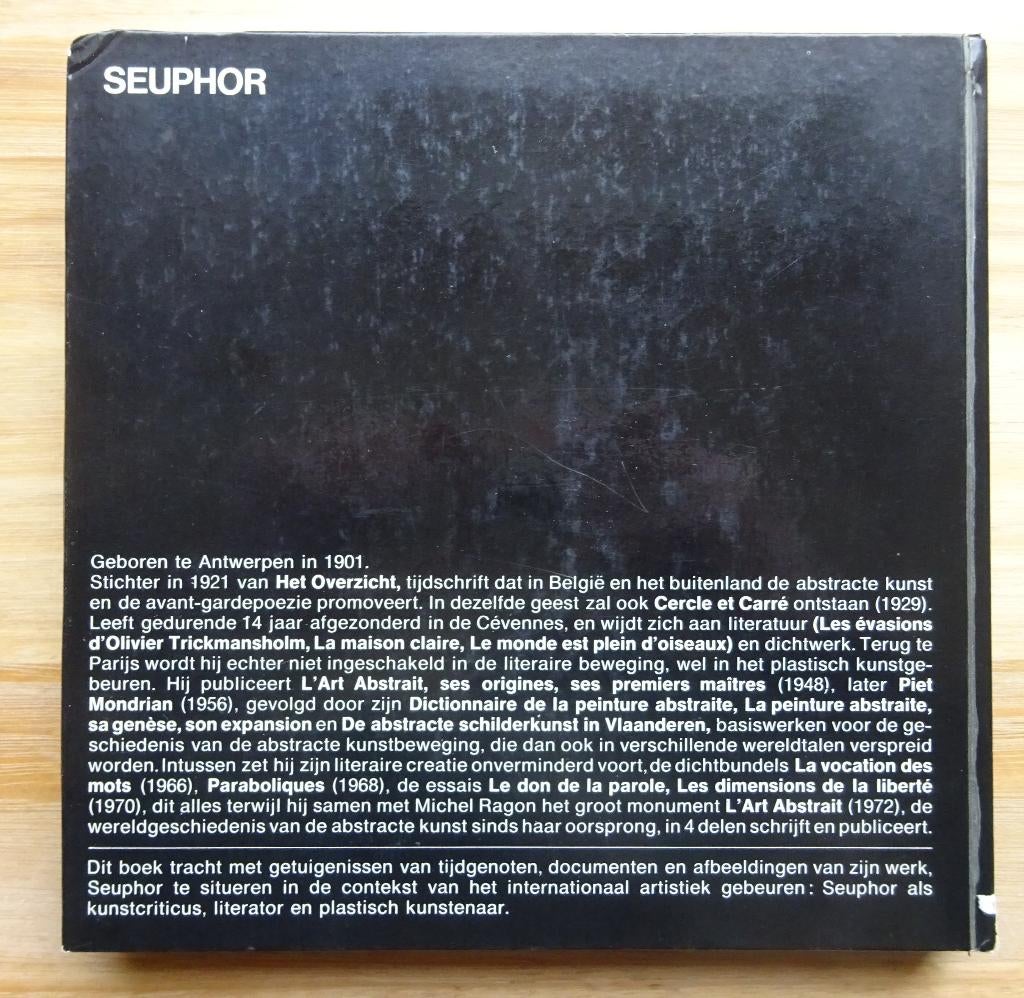 SEUPHOR
Geboren te Antwerpen in 1901.
Stichter in 1921 van Het Overzicht, tijdschrift dat in België en het buitenland de abstracte kunst
en de avant-gardepoezie promoveert. In dezelfde geest zal ook Cercle et Carré ontstaan (1929).
Leeft gedurende 14 jaar afgezonderd in de Cévennes, en wijdt zich aan literatuur (Les évasions
d'Olivier Trickmansholm, La maison claire, Le monde est plein d'oiseaux) en dichtwerk. Terug te
Parijs wordt hij echter niet ingeschakeld in de literaire beweging, wel in het plastisch kunstge-
beuren. Hij publiceert L'Art Abstrait, ses origines, ses premiers maîtres (1948), later Piet
Mondrian (1956), gevolgd door zijn Dictionnaire de la peinture abstraite, La peinture abstraite,
sa genèse, son expansion en De abstracte schilderkunst in Vlaanderen, basiswerken voor de ge-
schiedenis van de abstracte kunstbeweging, die dan ook in verschillende wereldtalen verspreid
worden. Intussen zet hij zijn literaire creatie onverminderd voort, de dichtbundels La vocation des
mots (1966), Paraboliques (1968), de essais Le don de la parole, Les dimensions de la liberté
(1970), dit alles terwijl hij samen met Michel Ragon het groot monument L'Art Abstrait (1972), de
wereldgeschiedenis van de abstracte kunst sinds haar oorsprong, in 4 delen schrijft en publiceert.
Dit boek tracht met getuigenissen van tijdgenoten, documenten en afbeeldingen van zijn werk,
Seuphor te situeren in de contekst van het internationaal artistiek gebeuren: Seuphor als
kunstcriticus, literator en plastisch kunstenaar.